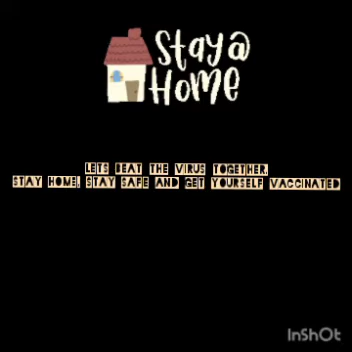 Stay@
Home
LETS BEAT THE VIRUS TOGETHER.
STAY HOME, STAY SAFE AND GET YOURSELF VACCINATED
InShOt